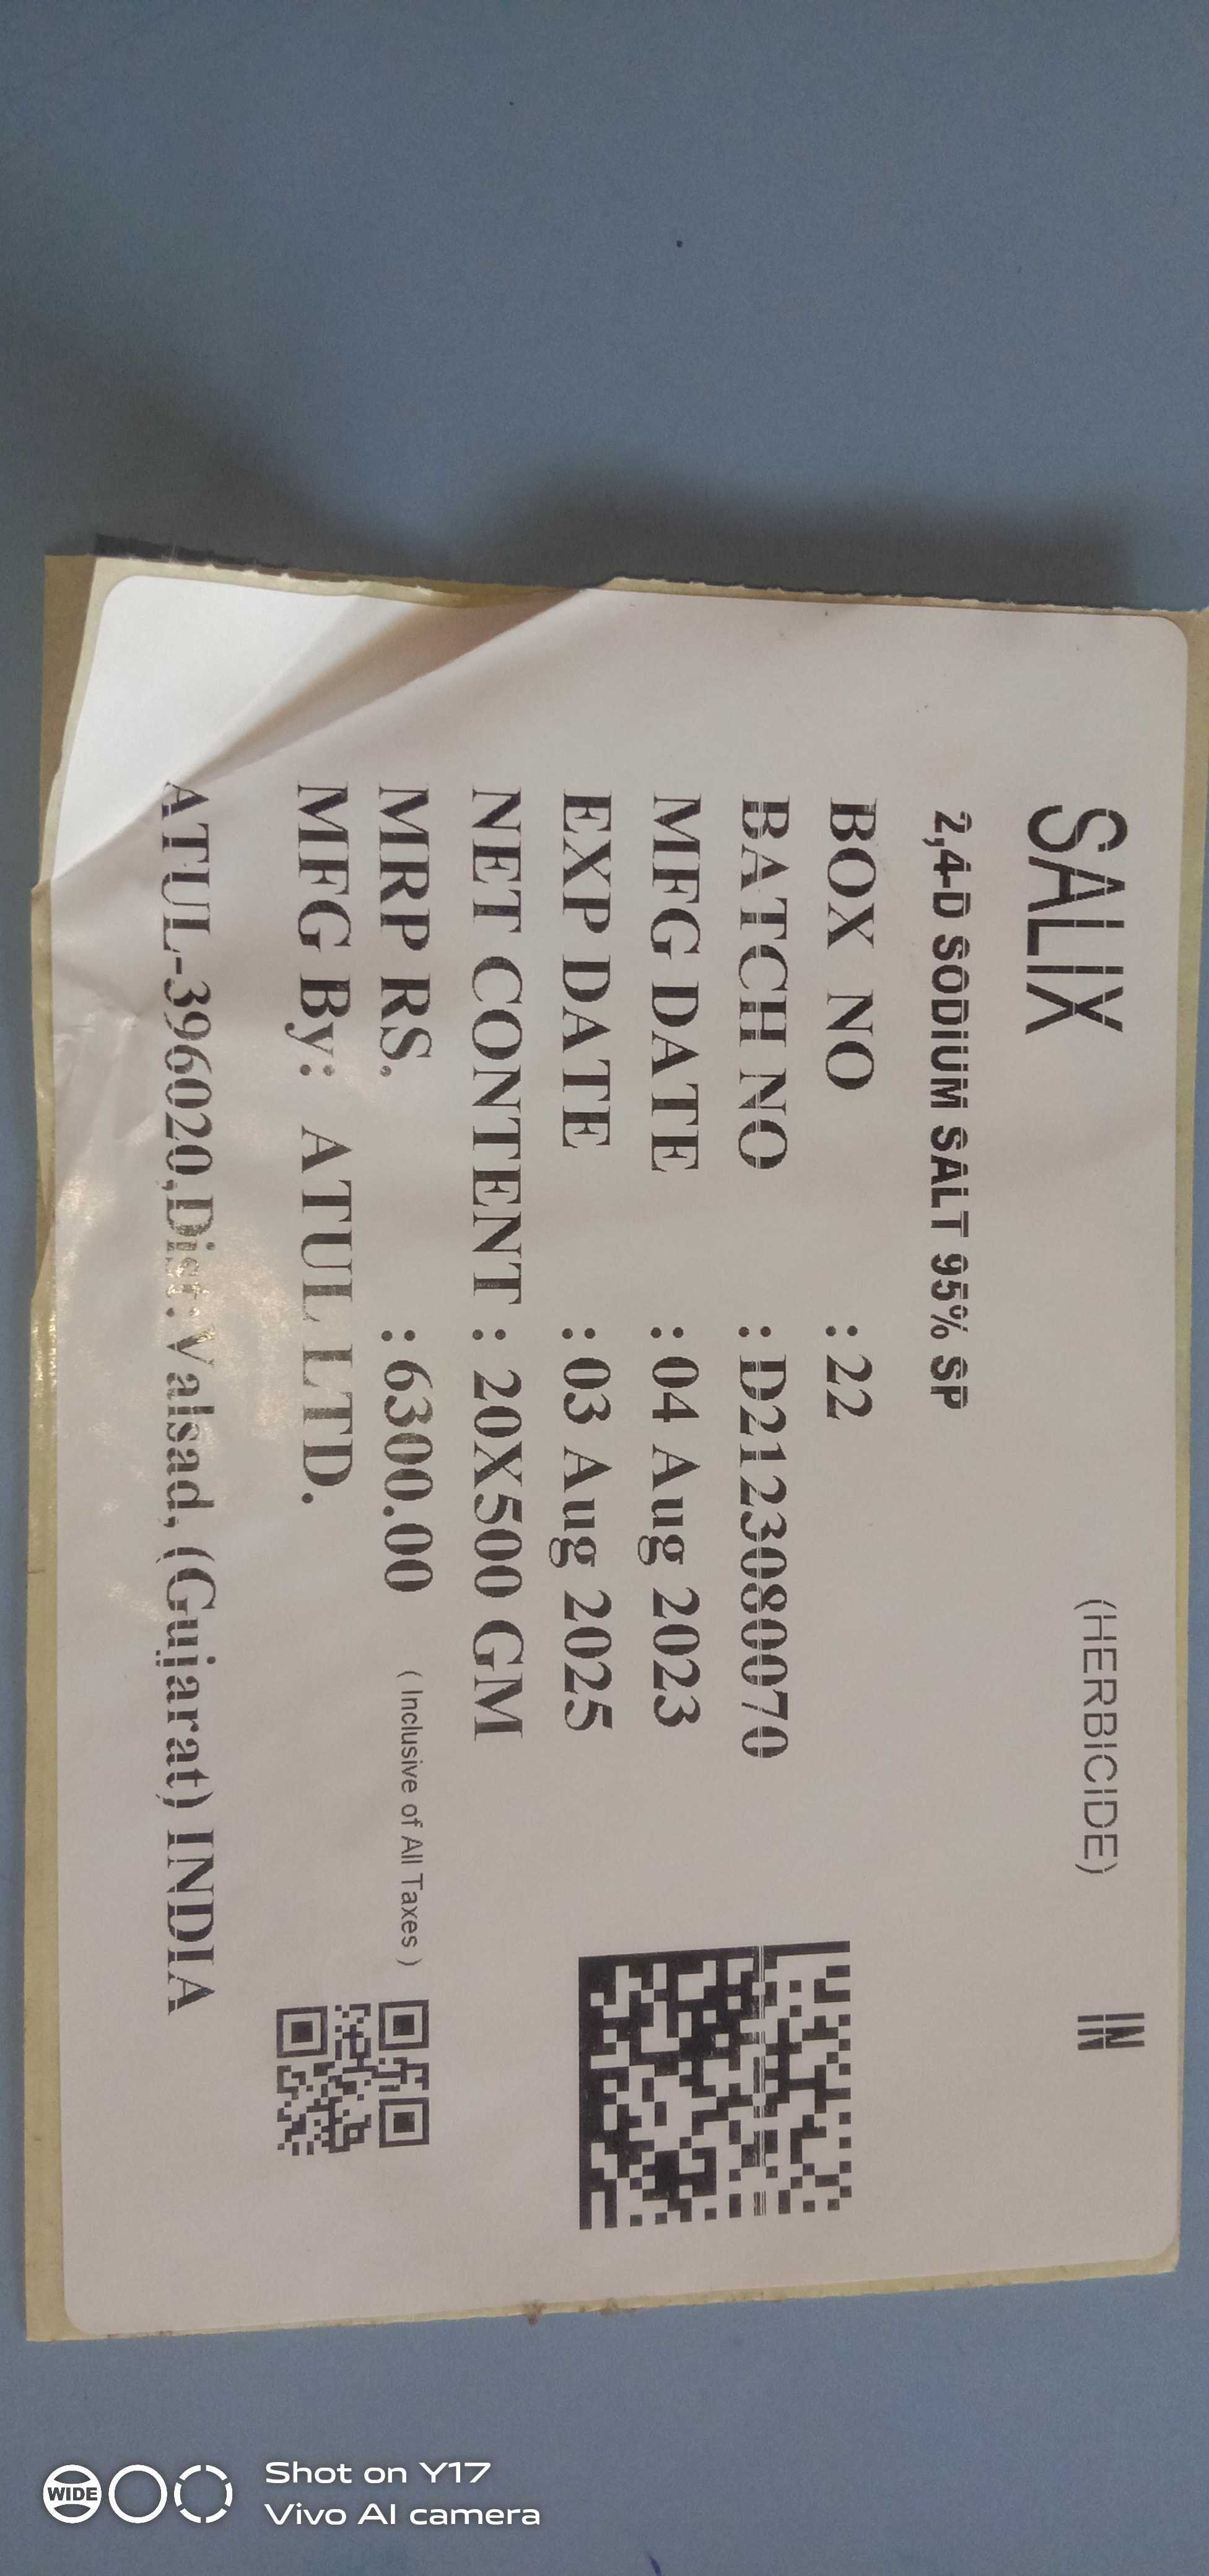 SALIX (HERBICIDE) IN
2,4-D SODIUM SALT 95% SP
BOX NO : 22
BATCH NO : D2123080070
MFG DATE : 04 Aug 2023
EXP DATE : 03 Aug 2025
NET CONTENT : 20X500 GM
MRP RS. : 6300.00 ( Inclusive of All Taxes )
MFG By: ATUL LTD.
ATUL-396020,Dist:Valsad, (Gujarat) INDIA
WIDE
Shot on Y17
Vivo AI camera